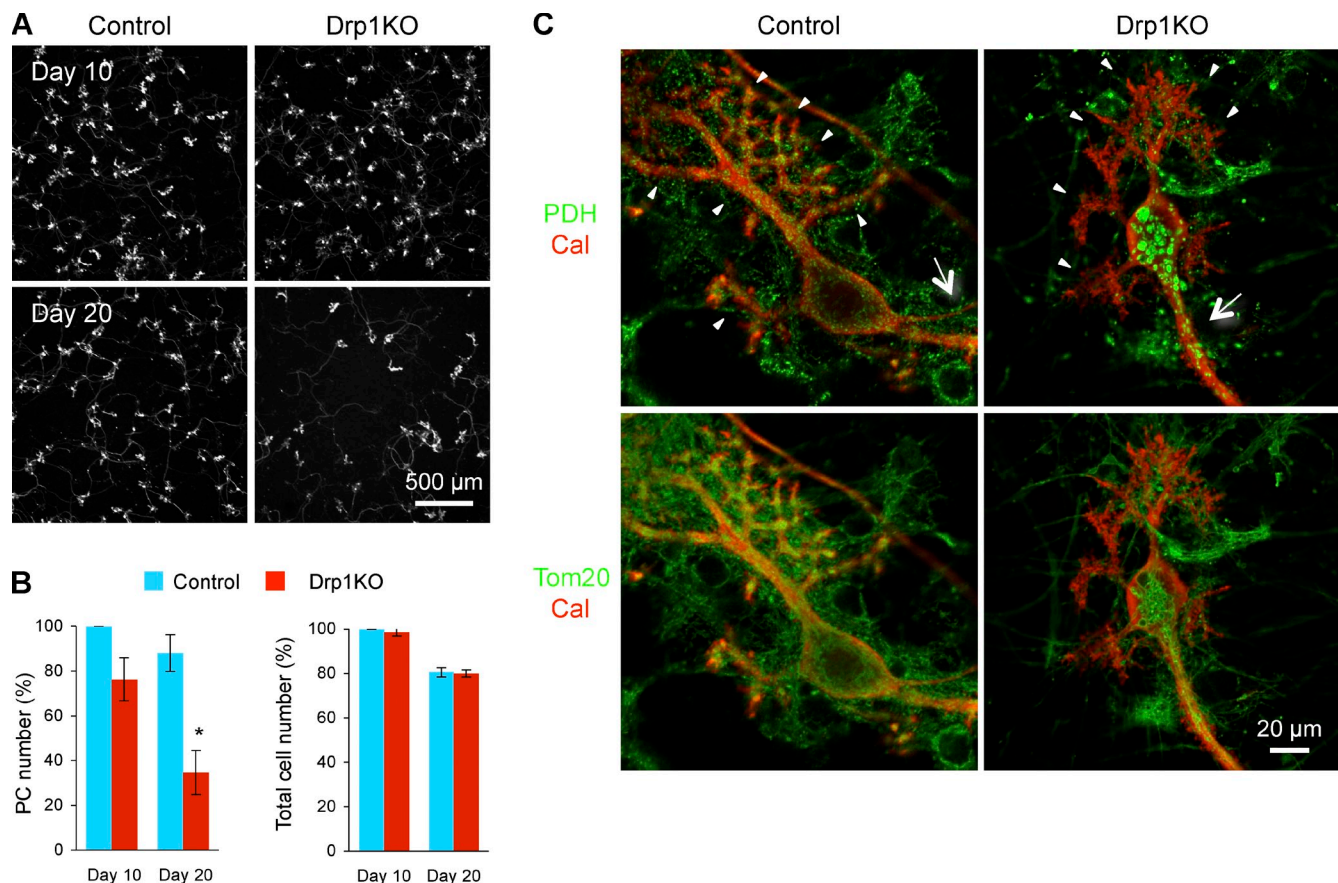 A
Control
Drp1KO
Day 10
Day 20
500 µm
B
Control
Drp1KO
PC number (%)
100
80
60
40
20
0
*
Day 10
Day 20
Total cell number (%)
100
80
60
40
20
0
Day 10
Day 20
C
Control
Drp1KO
PDH
Cal
Tom20
Cal
20 µm